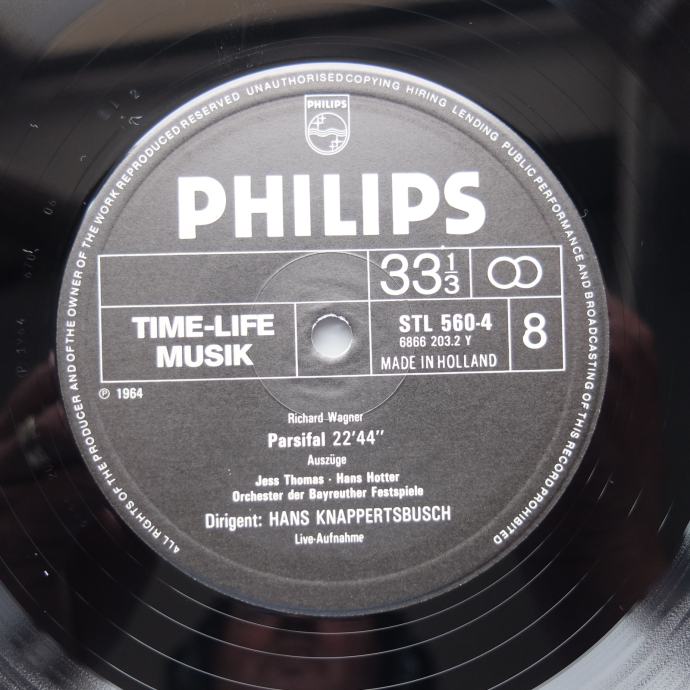 ALL RIGHTS OF THE PRODUCER AND OF THE OWNER OF THE WORK REPRODUCED RESERVED UNAUTHORISED COPYING HIRING LENDING PUBLIC PERFORMANCE AND BROADCASTING OF THIS RECORD PROHIBITED
PHILIPS
PHILIPS
33 1/3
TIME-LIFE
MUSIK
STL 560-4
6866 203.2 Y
MADE IN HOLLAND
8
℗ 1964
Richard Wagner
Parsifal 22'44"
Auszüge
Jess Thomas · Hans Hotter
Orchester der Bayreuther Festspiele
Dirigent: HANS KNAPPERTSBUSCH
Live-Aufnahme